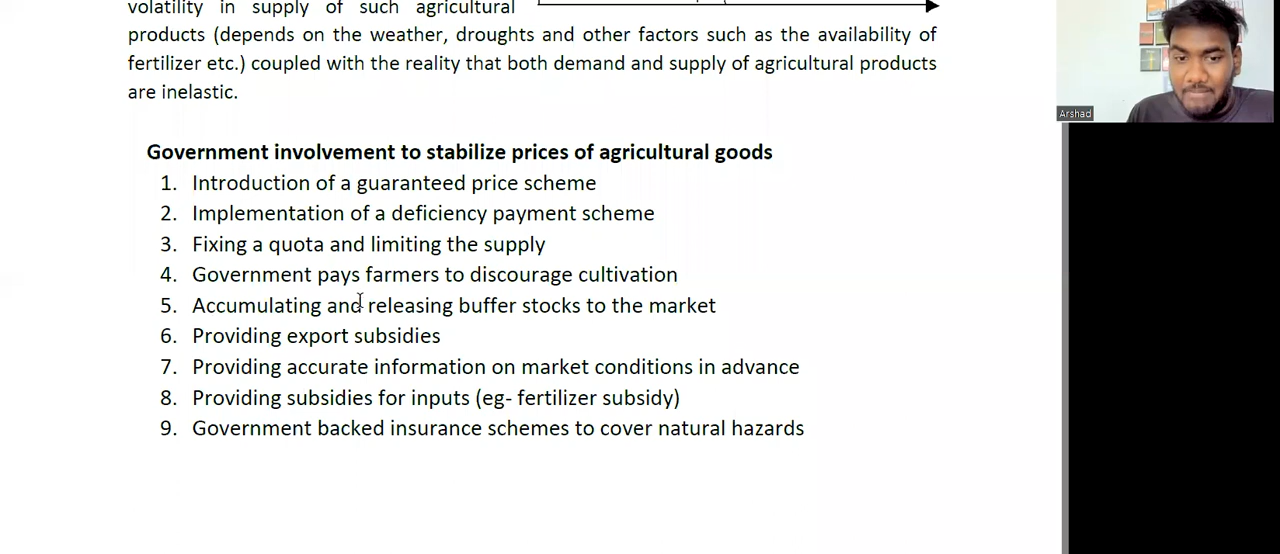 volatility in supply of such agricultural
products (depends on the weather, droughts and other factors such as the availability of
fertilizer etc.) coupled with the reality that both demand and supply of agricultural products
are inelastic.
Government involvement to stabilize prices of agricultural goods
1. Introduction of a guaranteed price scheme
2. Implementation of a deficiency payment scheme
3. Fixing a quota and limiting the supply
4. Government pays farmers to discourage cultivation
5. Accumulating and releasing buffer stocks to the market
6. Providing export subsidies
7. Providing accurate information on market conditions in advance
8. Providing subsidies for inputs (eg- fertilizer subsidy)
9. Government backed insurance schemes to cover natural hazards
Arshad